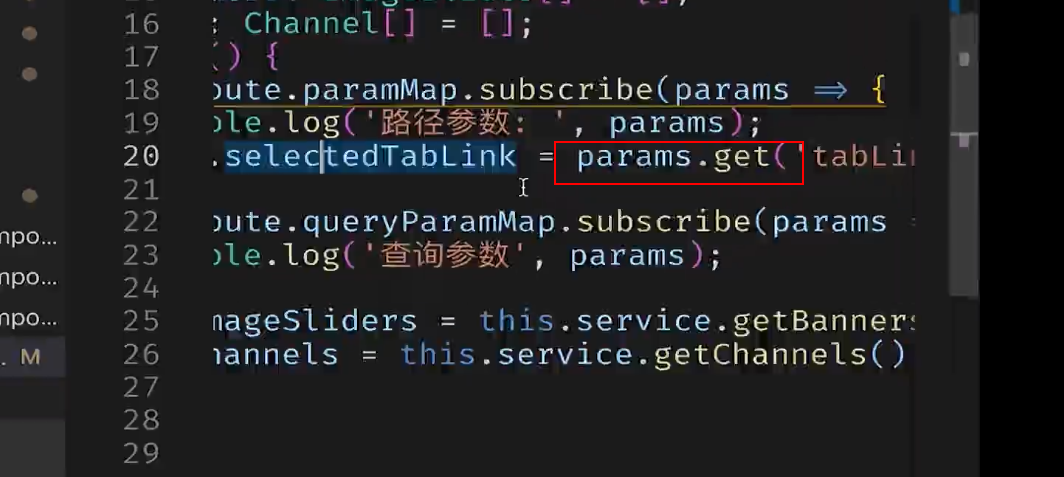 16 : Channel[] = [];
17 () {
18 oute.paramMap.subscribe(params ⇒ {
19 ole.log('路径参数: ', params);
20 .selectedTabLink = params.get('tabLin
21
mpo... 22 oute.queryParamMap.subscribe(params =
23 ole.log('查询参数', params);
mpo... 24
mpo... 25 mageSliders = this.service.getBanners
. M 26 hannels = this.service.getChannels()
27
28
29